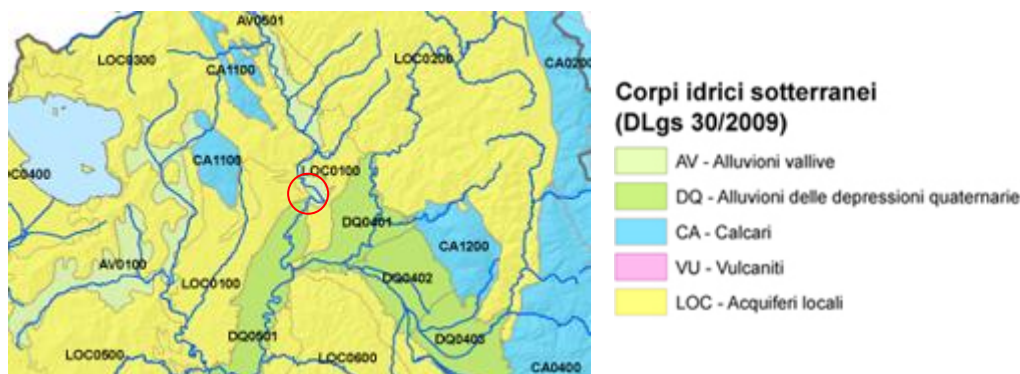 AV0501
LOC0300
LOC0200
CA1100
CA0200
CA1100
LOC0100
OC0400
DQ0401
CA1200
AV0100
LOC0100
DQ0402
DQ0501
DQ0403
LOC0500
LOC0600
CA0400
Corpi idrici sotterranei
(DLgs 30/2009)
AV - Alluvioni vallive
DQ - Alluvioni delle depressioni quaternarie
CA - Calcari
VU - Vulcaniti
LOC - Acquiferi locali